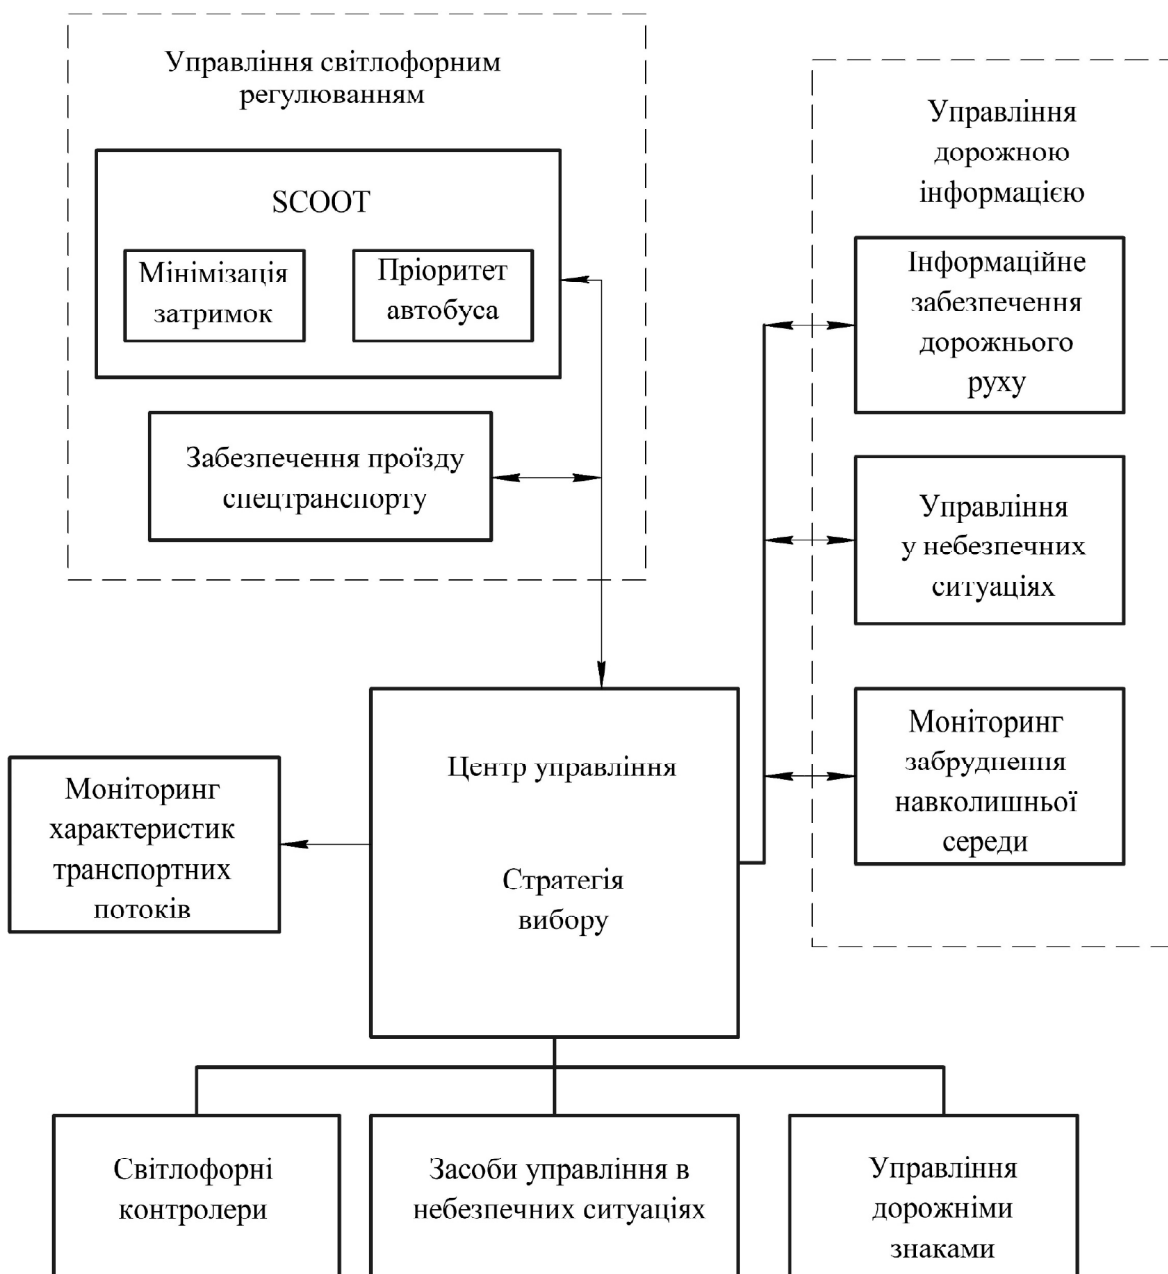 Управління світлофорним
регулюванням
SCOOT
Мінімізація
затримок
Пріоритет
автобуса
Забезпечення проїзду
спецтранспорту
Управління
дорожною
інформацією
Інформаційне
забезпечення
дорожнього
руху
Управління
у небезпечних
ситуаціях
Моніторинг
забруднення
навколишньої
середи
Центр управління
Стратегія
вибору
Моніторинг
характеристик
транспортних
потоків
Світлофорні
контролери
Засоби управління в
небезпечних ситуаціях
Управління
дорожніми
знаками